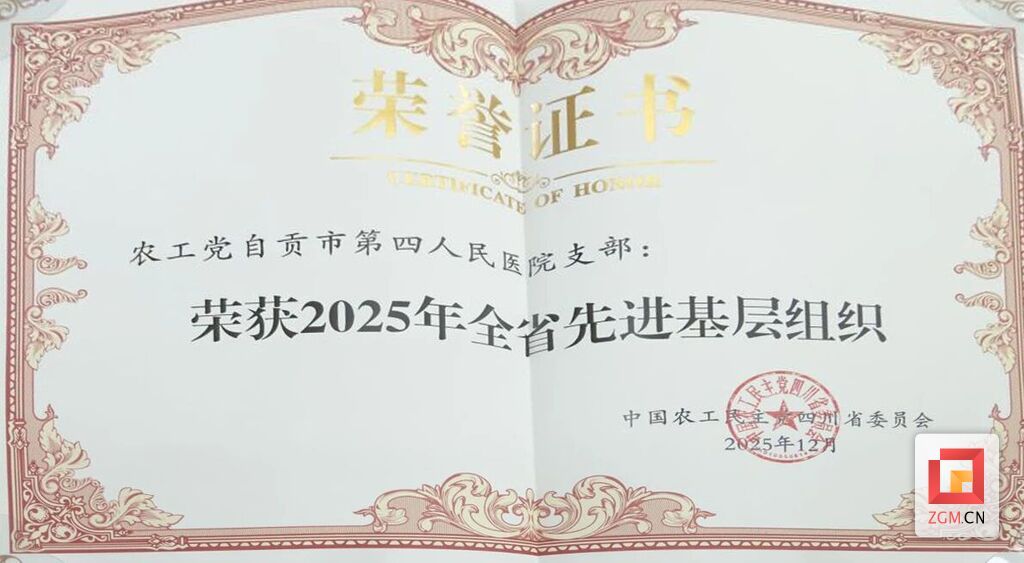 荣誉证书
CERTIFICATE OF HONOR
农工党自贡市第四人民医院支部：
荣获2025年全省先进基层组织
中国农工民主党四川省委员会
2025年12月
ZGM.CN